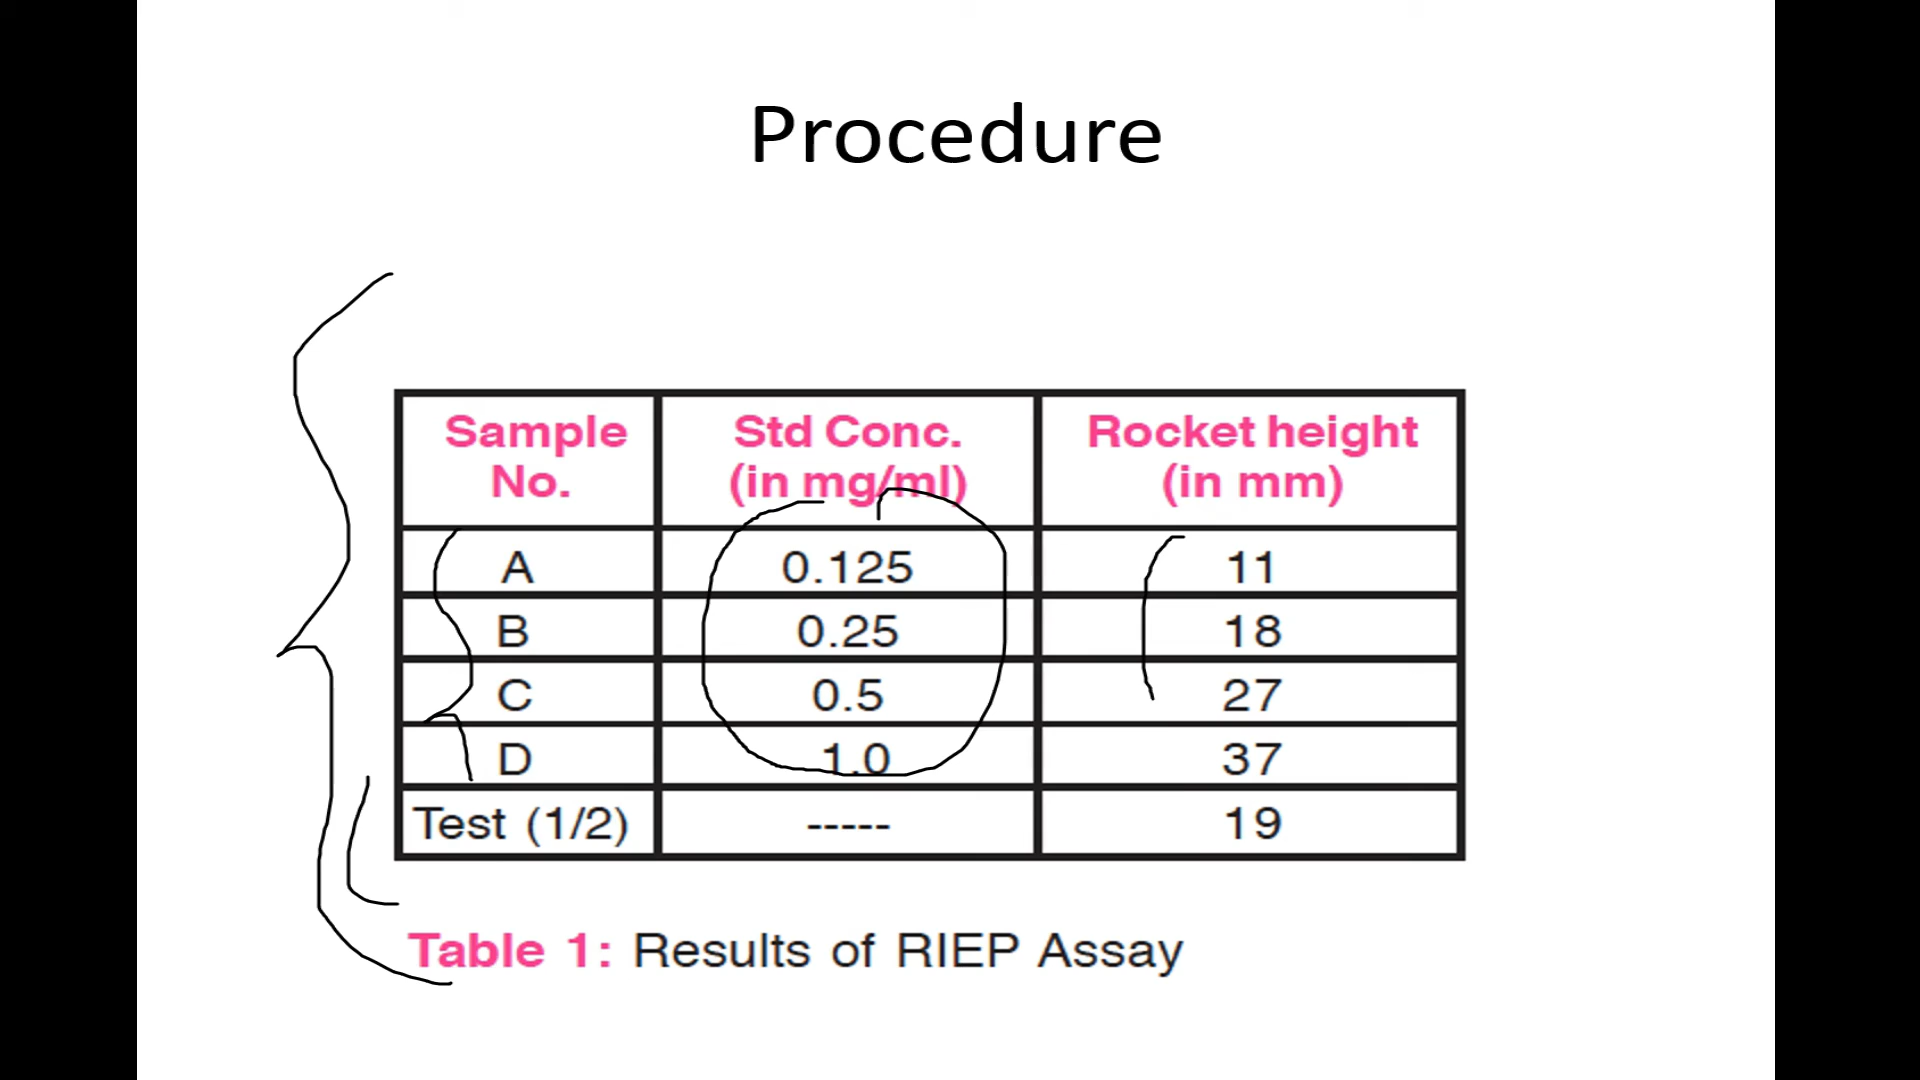 Procedure
Sample No. Std Conc. (in mg/ml) Rocket height (in mm)
A 0.125 11
B 0.25 18
C 0.5 27
D 1.0 37
Test (1/2) ----- 19
Table 1: Results of RIEP Assay